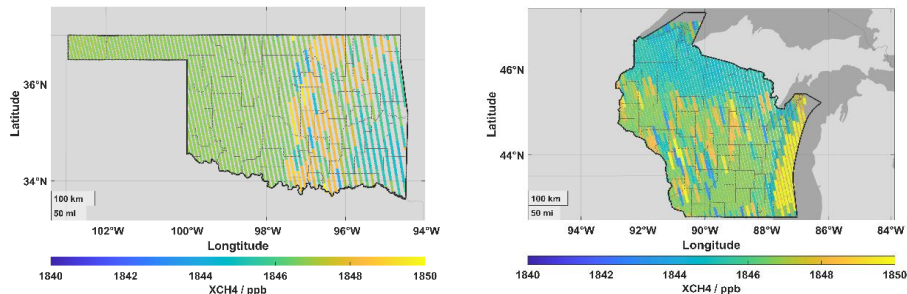 36°N
34°N
Latitude
100 km
50 mi
102°W 100°W 98°W 96°W 94°W
Longtitude
1840 1842 1844 1846 1848 1850
XCH4 / ppb
46°N
44°N
Latitude
100 km
50 mi
94°W 92°W 90°W 88°W 86°W 84°W
Longtitude
1840 1842 1844 1846 1848 1850
XCH4 / ppb